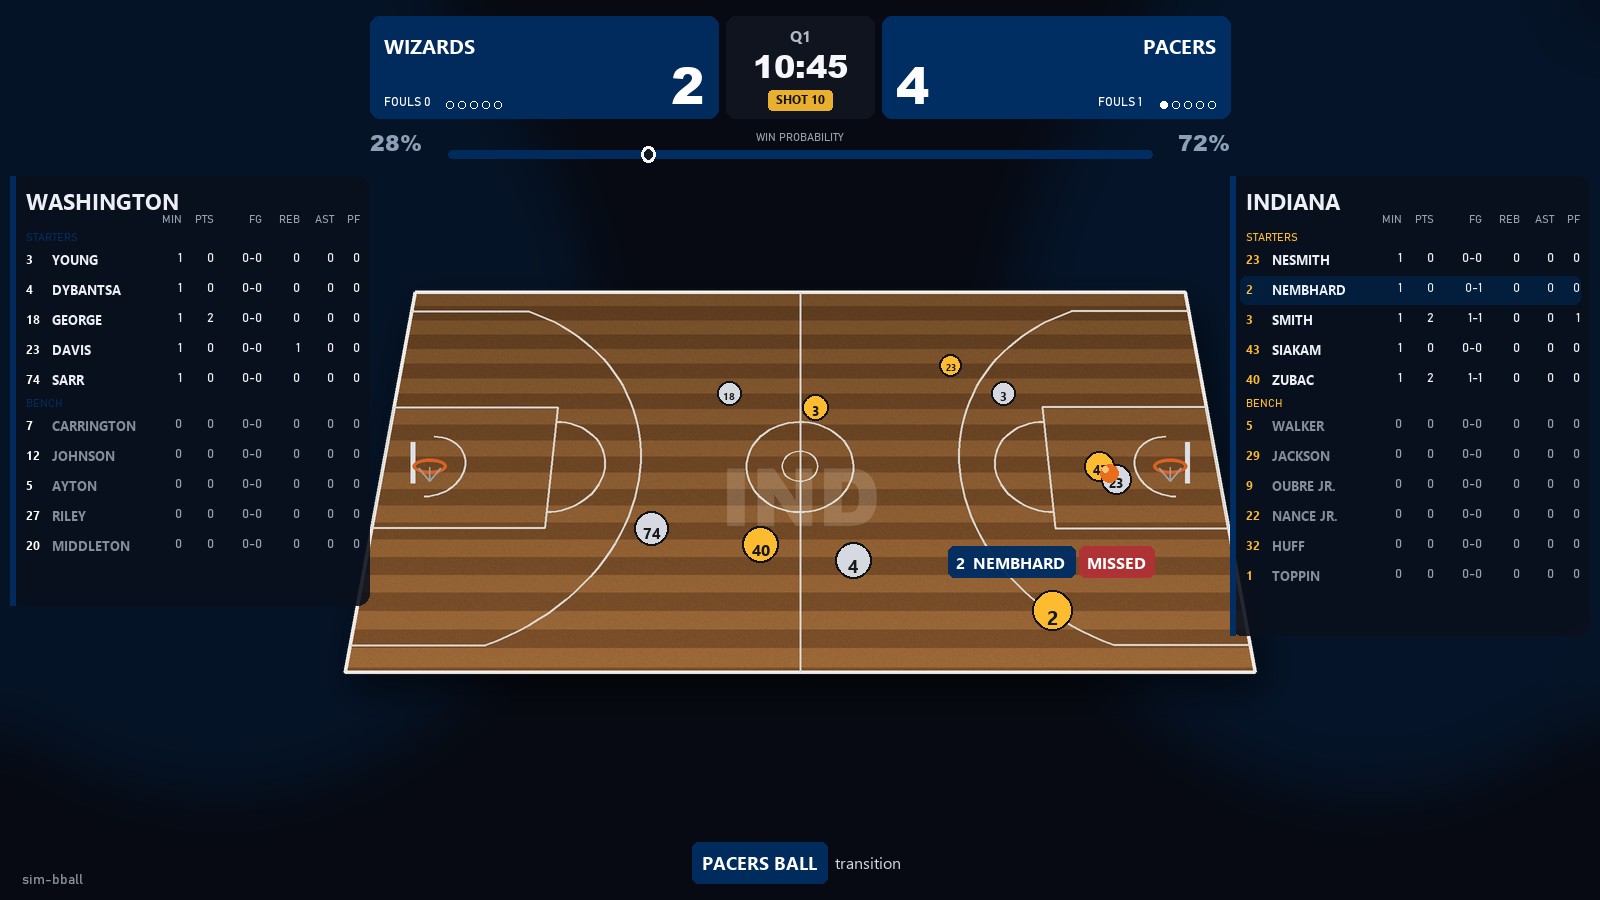 WIZARDS
2
FOULS 0
Q1
10:45
SHOT 10
PACERS
4
FOULS 1
28%
WIN PROBABILITY
72%
WASHINGTON
MIN PTS FG REB AST PF
STARTERS
3 YOUNG 1 0 0-0 0 0 0
4 DYBANTSA 1 0 0-0 0 0 0
18 GEORGE 1 2 0-0 0 0 0
23 DAVIS 1 0 0-0 1 0 0
74 SARR 1 0 0-0 0 0 0
BENCH
7 CARRINGTON 0 0 0-0 0 0 0
12 JOHNSON 0 0 0-0 0 0 0
5 AYTON 0 0 0-0 0 0 0
27 RILEY 0 0 0-0 0 0 0
20 MIDDLETON 0 0 0-0 0 0 0
INDIANA
MIN PTS FG REB AST PF
STARTERS
23 NESMITH 1 0 0-0 0 0 0
2 NEMBHARD 1 0 0-1 0 0 0
3 SMITH 1 2 1-1 0 0 1
43 SIAKAM 1 0 0-0 0 0 0
40 ZUBAC 1 2 1-1 0 0 0
BENCH
5 WALKER 0 0 0-0 0 0 0
29 JACKSON 0 0 0-0 0 0 0
9 OUBRE JR. 0 0 0-0 0 0 0
22 NANCE JR. 0 0 0-0 0 0 0
32 HUFF 0 0 0-0 0 0 0
1 TOPPIN 0 0 0-0 0 0 0
23
18
3
3
23
IND
74
40
4
2 NEMBHARD MISSED
2
PACERS BALL transition
sim-bball